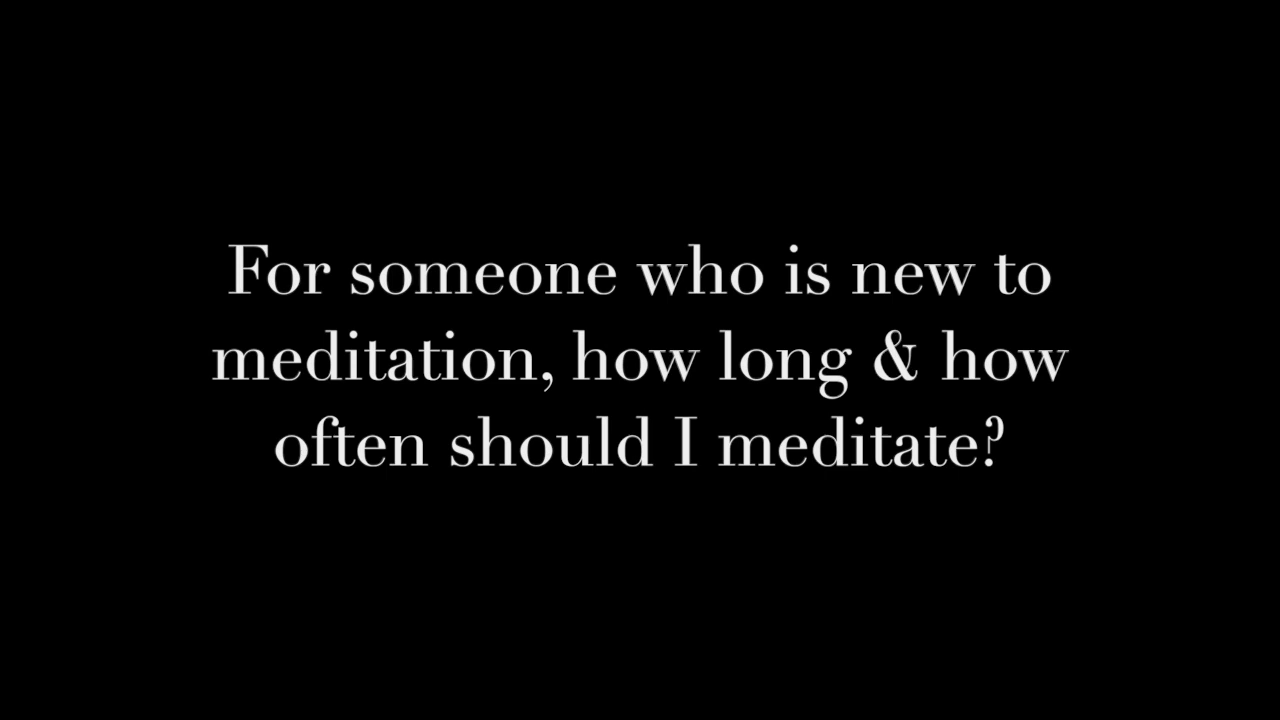 For someone who is new to
meditation, how long & how
often should I meditate?